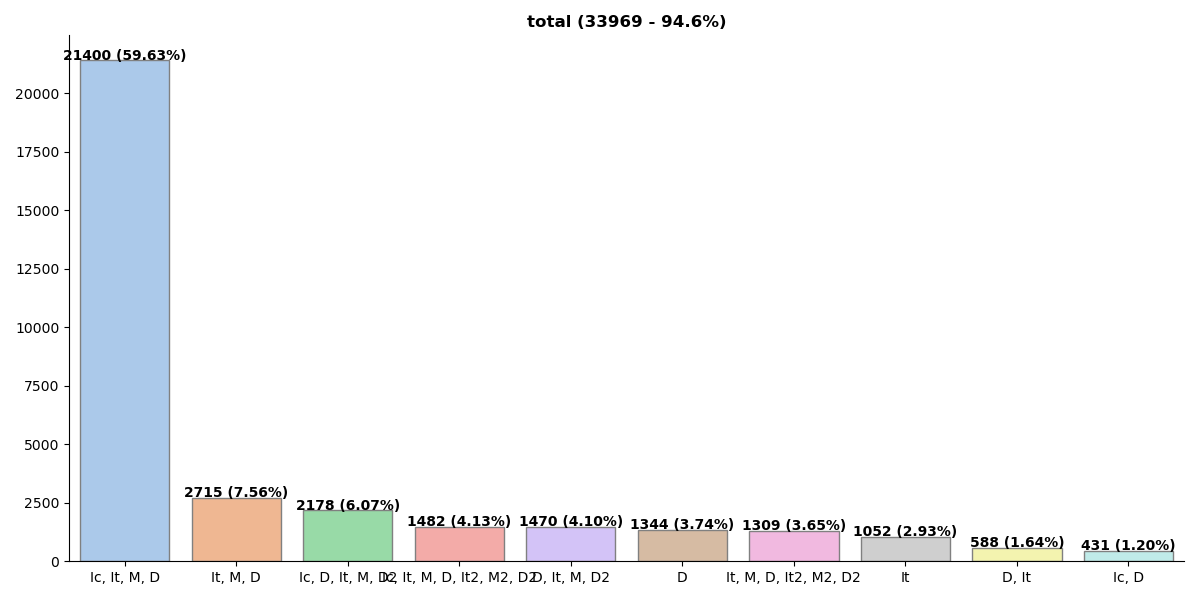 total (33969 - 94.6%)
21400 (59.63%)
2715 (7.56%)
2178 (6.07%)
1482 (4.13%)
1470 (4.10%)
1344 (3.74%)
1309 (3.65%)
1052 (2.93%)
588 (1.64%)
431 (1.20%)
20000
17500
15000
12500
10000
7500
5000
2500
0
Ic, It, M, D
It, M, D
Ic, D, It, M, D2
Ic, It, M, D, It2, M2, D2
D, It, M, D2
D
It, M, D, It2, M2, D2
It
D, It
Ic, D